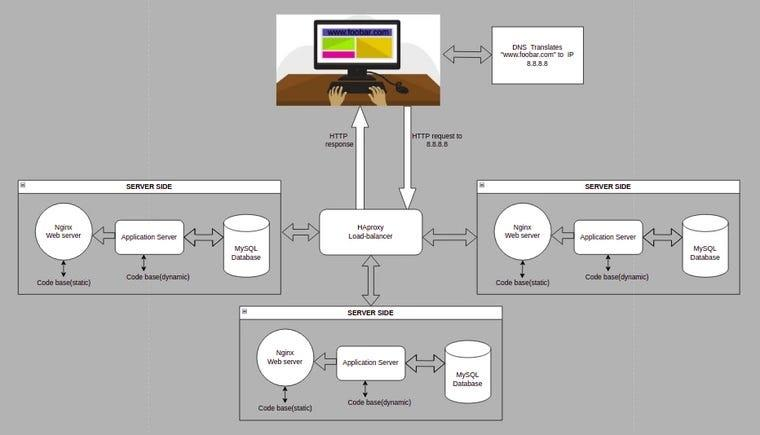 www.foobar.com
DNS Translates
"www.foobar.com" to IP
8.8.8.8
HTTP
response
HTTP request to
8.8.8.8
SERVER SIDE
Nginx
Web server
Application Server
MySQL
Database
Code base(static)
Code base(dynamic)
HAproxy
Load-balancer
SERVER SIDE
Nginx
Web server
Application Server
MySQL
Database
Code base(static)
Code base(dynamic)
SERVER SIDE
Nginx
Web server
Application Server
MySQL
Database
Code base(static)
Code base(dynamic)